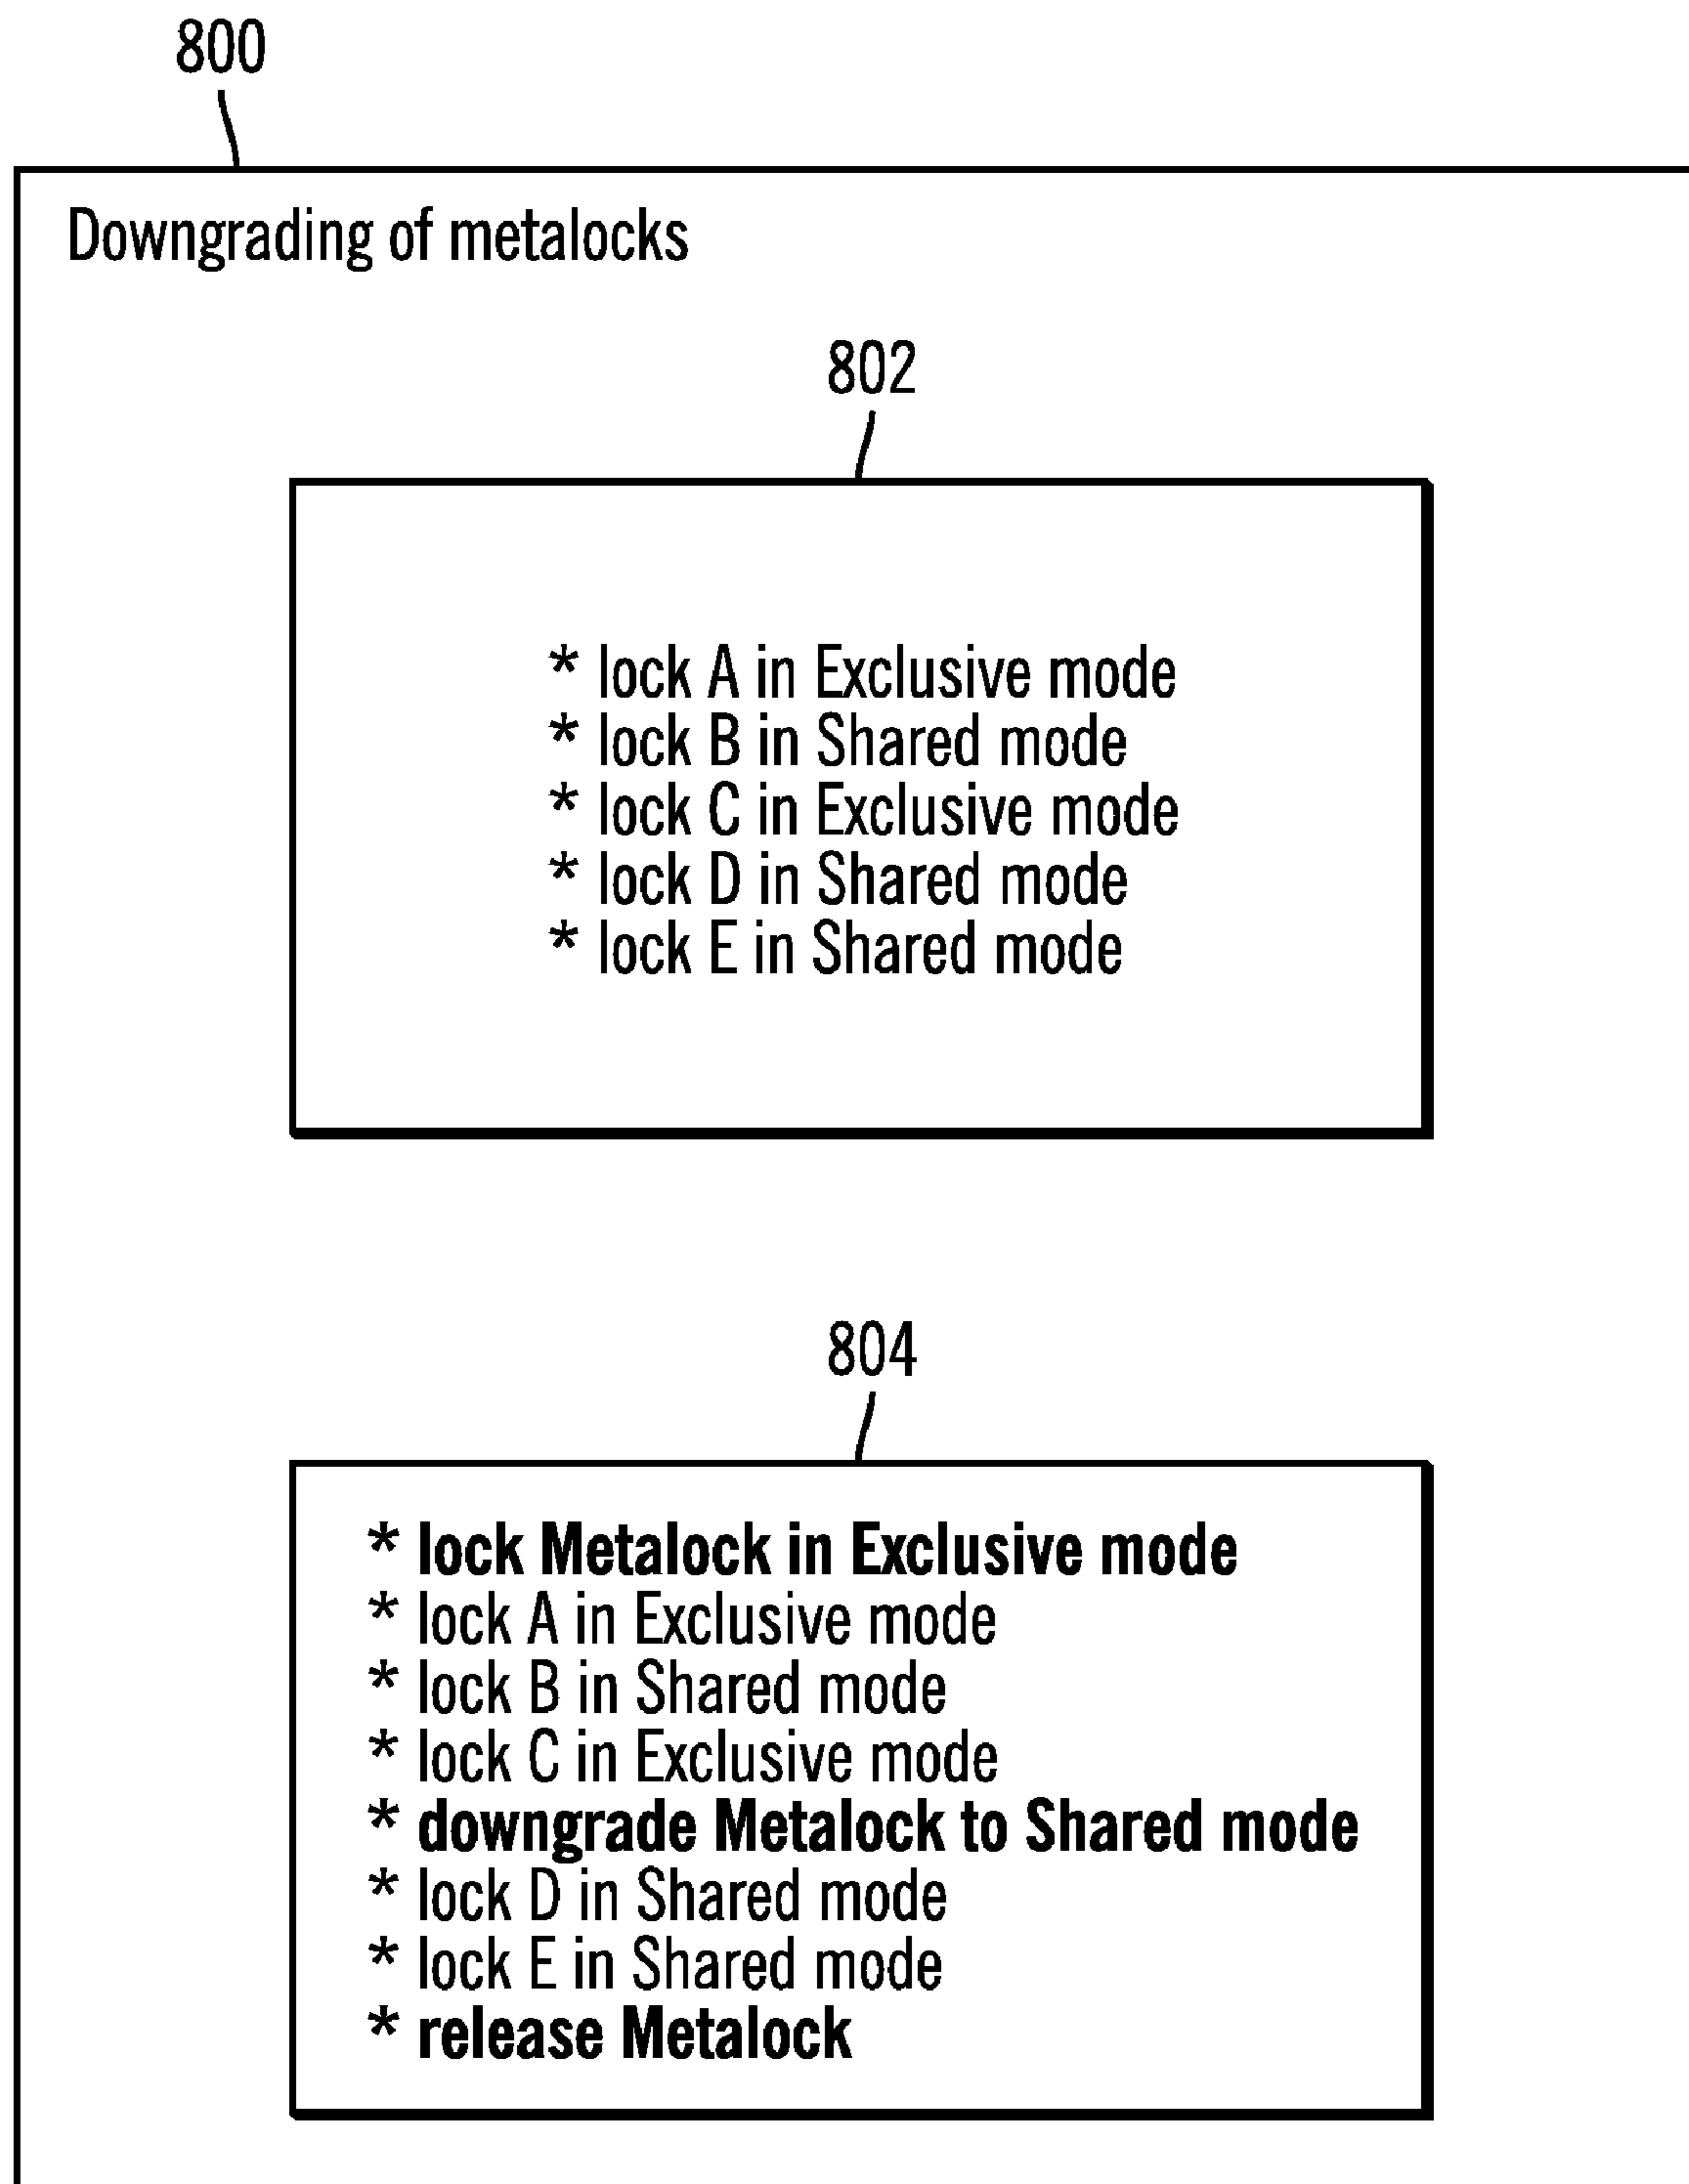 800
Downgrading of metalocks
802
* lock A in Exclusive mode
* lock B in Shared mode
* lock C in Exclusive mode
* lock D in Shared mode
* lock E in Shared mode
804
* lock Metalock in Exclusive mode
* lock A in Exclusive mode
* lock B in Shared mode
* lock C in Exclusive mode
* downgrade Metalock to Shared mode
* lock D in Shared mode
* lock E in Shared mode
* release Metalock